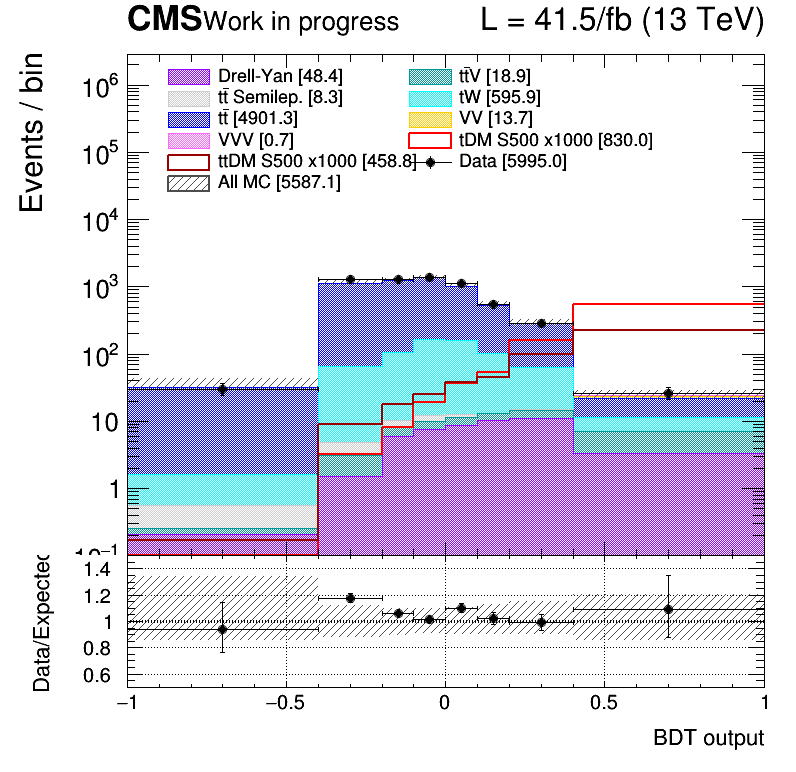 CMS Work in progress L = 41.5/fb (13 TeV)
Events / bin
Drell-Yan [48.4] tt̄V [18.9]
tt̄ Semilep. [8.3] tW [595.9]
tt̄ [4901.3] VV [13.7]
VVV [0.7] tDM S500 x1000 [830.0]
ttDM S500 x1000 [458.8] Data [5995.0]
All MC [5587.1]
10⁶
10⁵
10⁴
10³
10²
10
1
10⁻¹
Data/Expected
1.4
1.2
1
0.8
0.6
−1 −0.5 0 0.5 1
BDT output